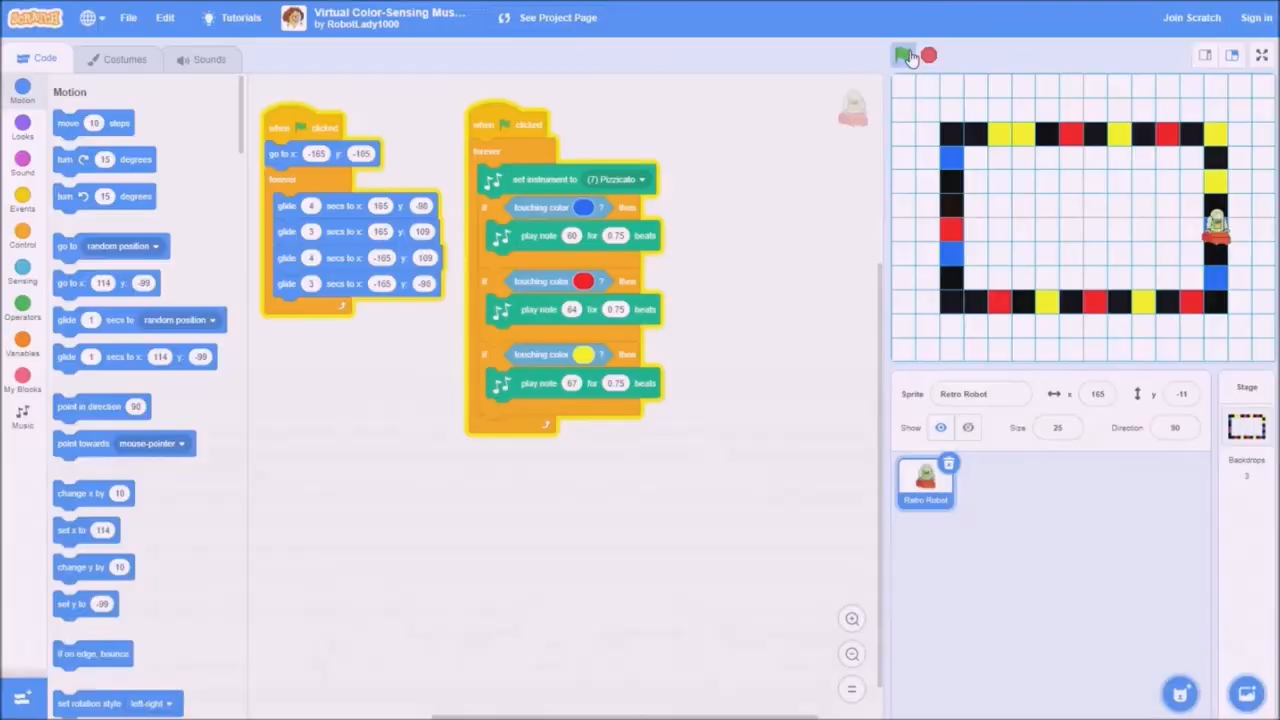 SCRATCH
File
Edit
Tutorials
Virtual Color-Sensing Mus...
by RobotLady1000
See Project Page
Join Scratch
Sign in
Code
Costumes
Sounds
Motion
Looks
Sound
Events
Control
Sensing
Operators
Variables
My Blocks
Music
Motion
move 10 steps
turn 15 degrees
turn 15 degrees
go to random position
go to x: 114 y: -99
glide 1 secs to random position
glide 1 secs to x: 114 y: -99
point in direction 90
point towards mouse-pointer
change x by 10
set x to 114
change y by 10
set y to -99
if on edge, bounce
set rotation style left-right
when clicked
go to x: -165 y: -105
forever
glide 4 secs to x: 165 y: -98
glide 3 secs to x: 165 y: 109
glide 4 secs to x: -165 y: 109
glide 3 secs to x: -165 y: -98
when clicked
forever
set instrument to (7) Pizzicato
if touching color ? then
play note 60 for 0.75 beats
if touching color ? then
play note 64 for 0.75 beats
if touching color ? then
play note 67 for 0.75 beats
Sprite Retro Robot x 165 y -11
Show Size 25 Direction 90
Retro Robot
Stage
Backdrops
3